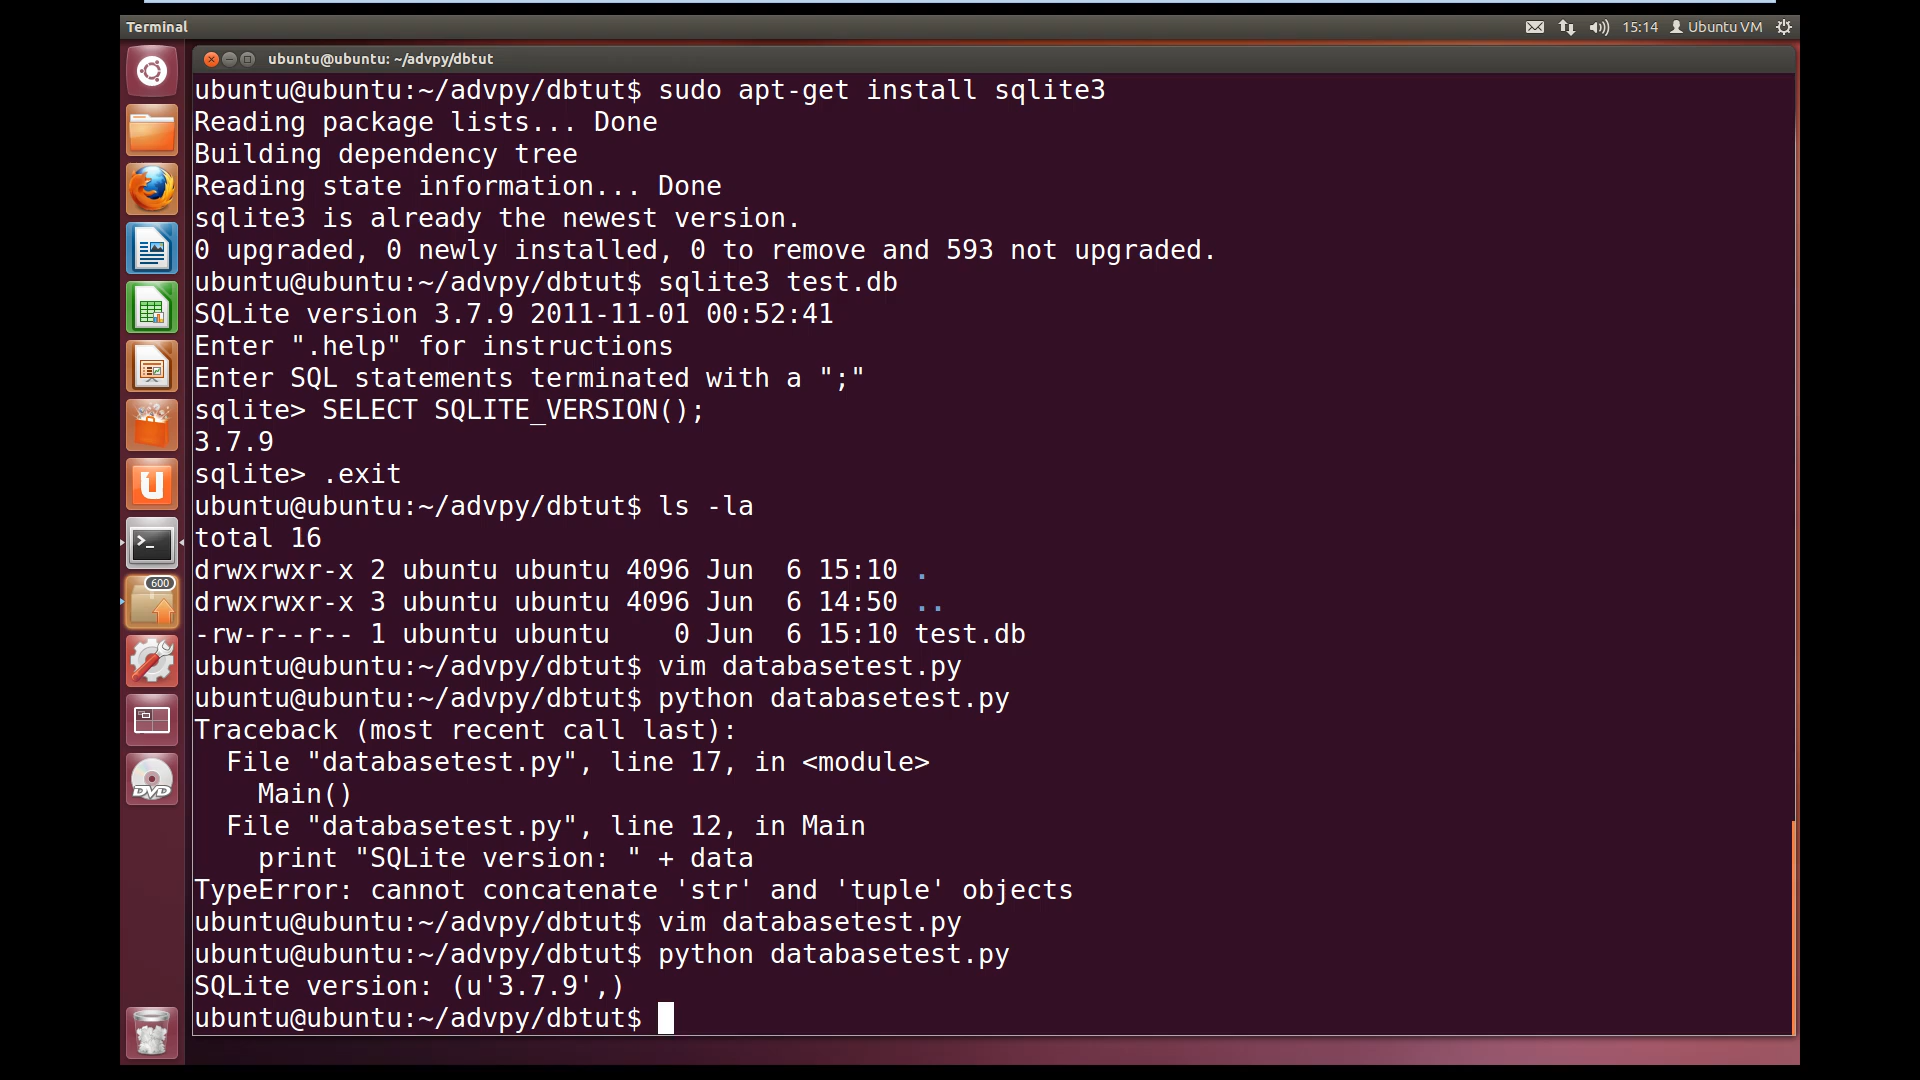 Terminal
15:14 Ubuntu VM
ubuntu@ubuntu: ~/advpy/dbtut
ubuntu@ubuntu:~/advpy/dbtut$ sudo apt-get install sqlite3
Reading package lists... Done
Building dependency tree
Reading state information... Done
sqlite3 is already the newest version.
0 upgraded, 0 newly installed, 0 to remove and 593 not upgraded.
ubuntu@ubuntu:~/advpy/dbtut$ sqlite3 test.db
SQLite version 3.7.9 2011-11-01 00:52:41
Enter ".help" for instructions
Enter SQL statements terminated with a ";"
sqlite> SELECT SQLITE_VERSION();
3.7.9
sqlite> .exit
ubuntu@ubuntu:~/advpy/dbtut$ ls -la
total 16
drwxrwxr-x 2 ubuntu ubuntu 4096 Jun  6 15:10 .
drwxrwxr-x 3 ubuntu ubuntu 4096 Jun  6 14:50 ..
-rw-r--r-- 1 ubuntu ubuntu    0 Jun  6 15:10 test.db
ubuntu@ubuntu:~/advpy/dbtut$ vim databasetest.py
ubuntu@ubuntu:~/advpy/dbtut$ python databasetest.py
Traceback (most recent call last):
  File "databasetest.py", line 17, in <module>
    Main()
  File "databasetest.py", line 12, in Main
    print "SQLite version: " + data
TypeError: cannot concatenate 'str' and 'tuple' objects
ubuntu@ubuntu:~/advpy/dbtut$ vim databasetest.py
ubuntu@ubuntu:~/advpy/dbtut$ python databasetest.py
SQLite version: (u'3.7.9',)
ubuntu@ubuntu:~/advpy/dbtut$
600
DVD